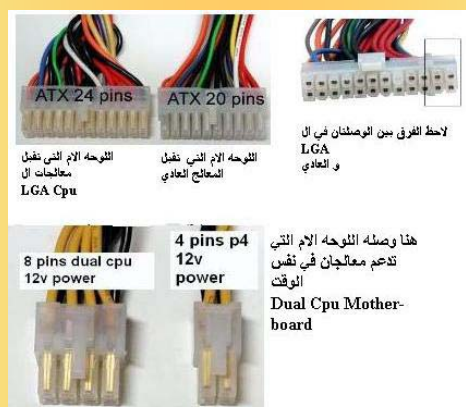 ATX 24 pins
ATX 20 pins
اللوحه الام التي تقبل
معالجات ال
LGA Cpu
اللوحه الام التي تقبل
المعالج العادي
لاحظ الفرق بين الوصلتان في ال
LGA
و العادي
8 pins dual cpu
12v power
4 pins p4
12v
power
هنا وصله اللوحه الام التي
تدعم معالجان في نفس
الوقت
Dual Cpu Mother-
board